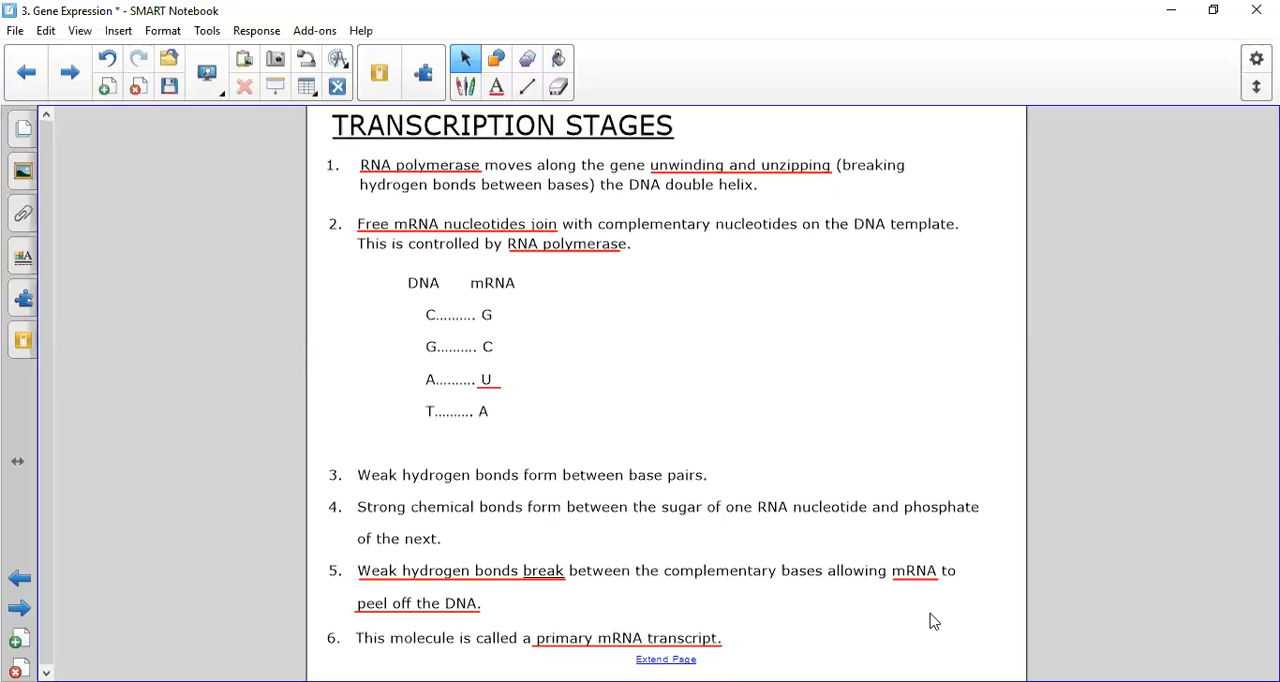 3. Gene Expression * - SMART Notebook
File Edit View Insert Format Tools Response Add-ons Help
TRANSCRIPTION STAGES
1. RNA polymerase moves along the gene unwinding and unzipping (breaking
hydrogen bonds between bases) the DNA double helix.
2. Free mRNA nucleotides join with complementary nucleotides on the DNA template.
This is controlled by RNA polymerase.
DNA mRNA
C.......... G
G.......... C
A.......... U
T.......... A
3. Weak hydrogen bonds form between base pairs.
4. Strong chemical bonds form between the sugar of one RNA nucleotide and phosphate
of the next.
5. Weak hydrogen bonds break between the complementary bases allowing mRNA to
peel off the DNA.
6. This molecule is called a primary mRNA transcript.
Extend Page